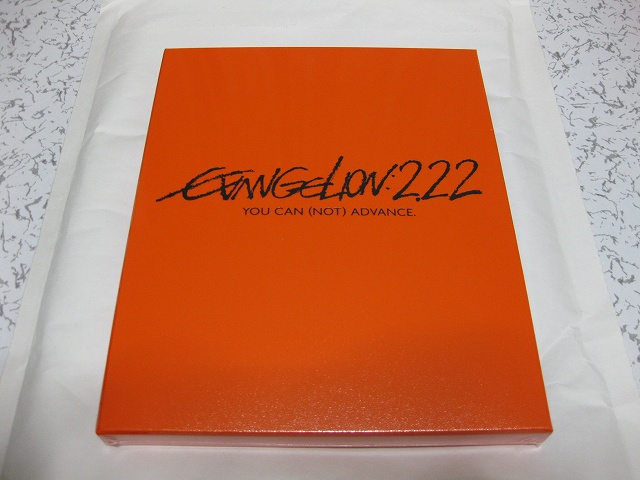 EVANGELION:2.22
YOU CAN (NOT) ADVANCE.